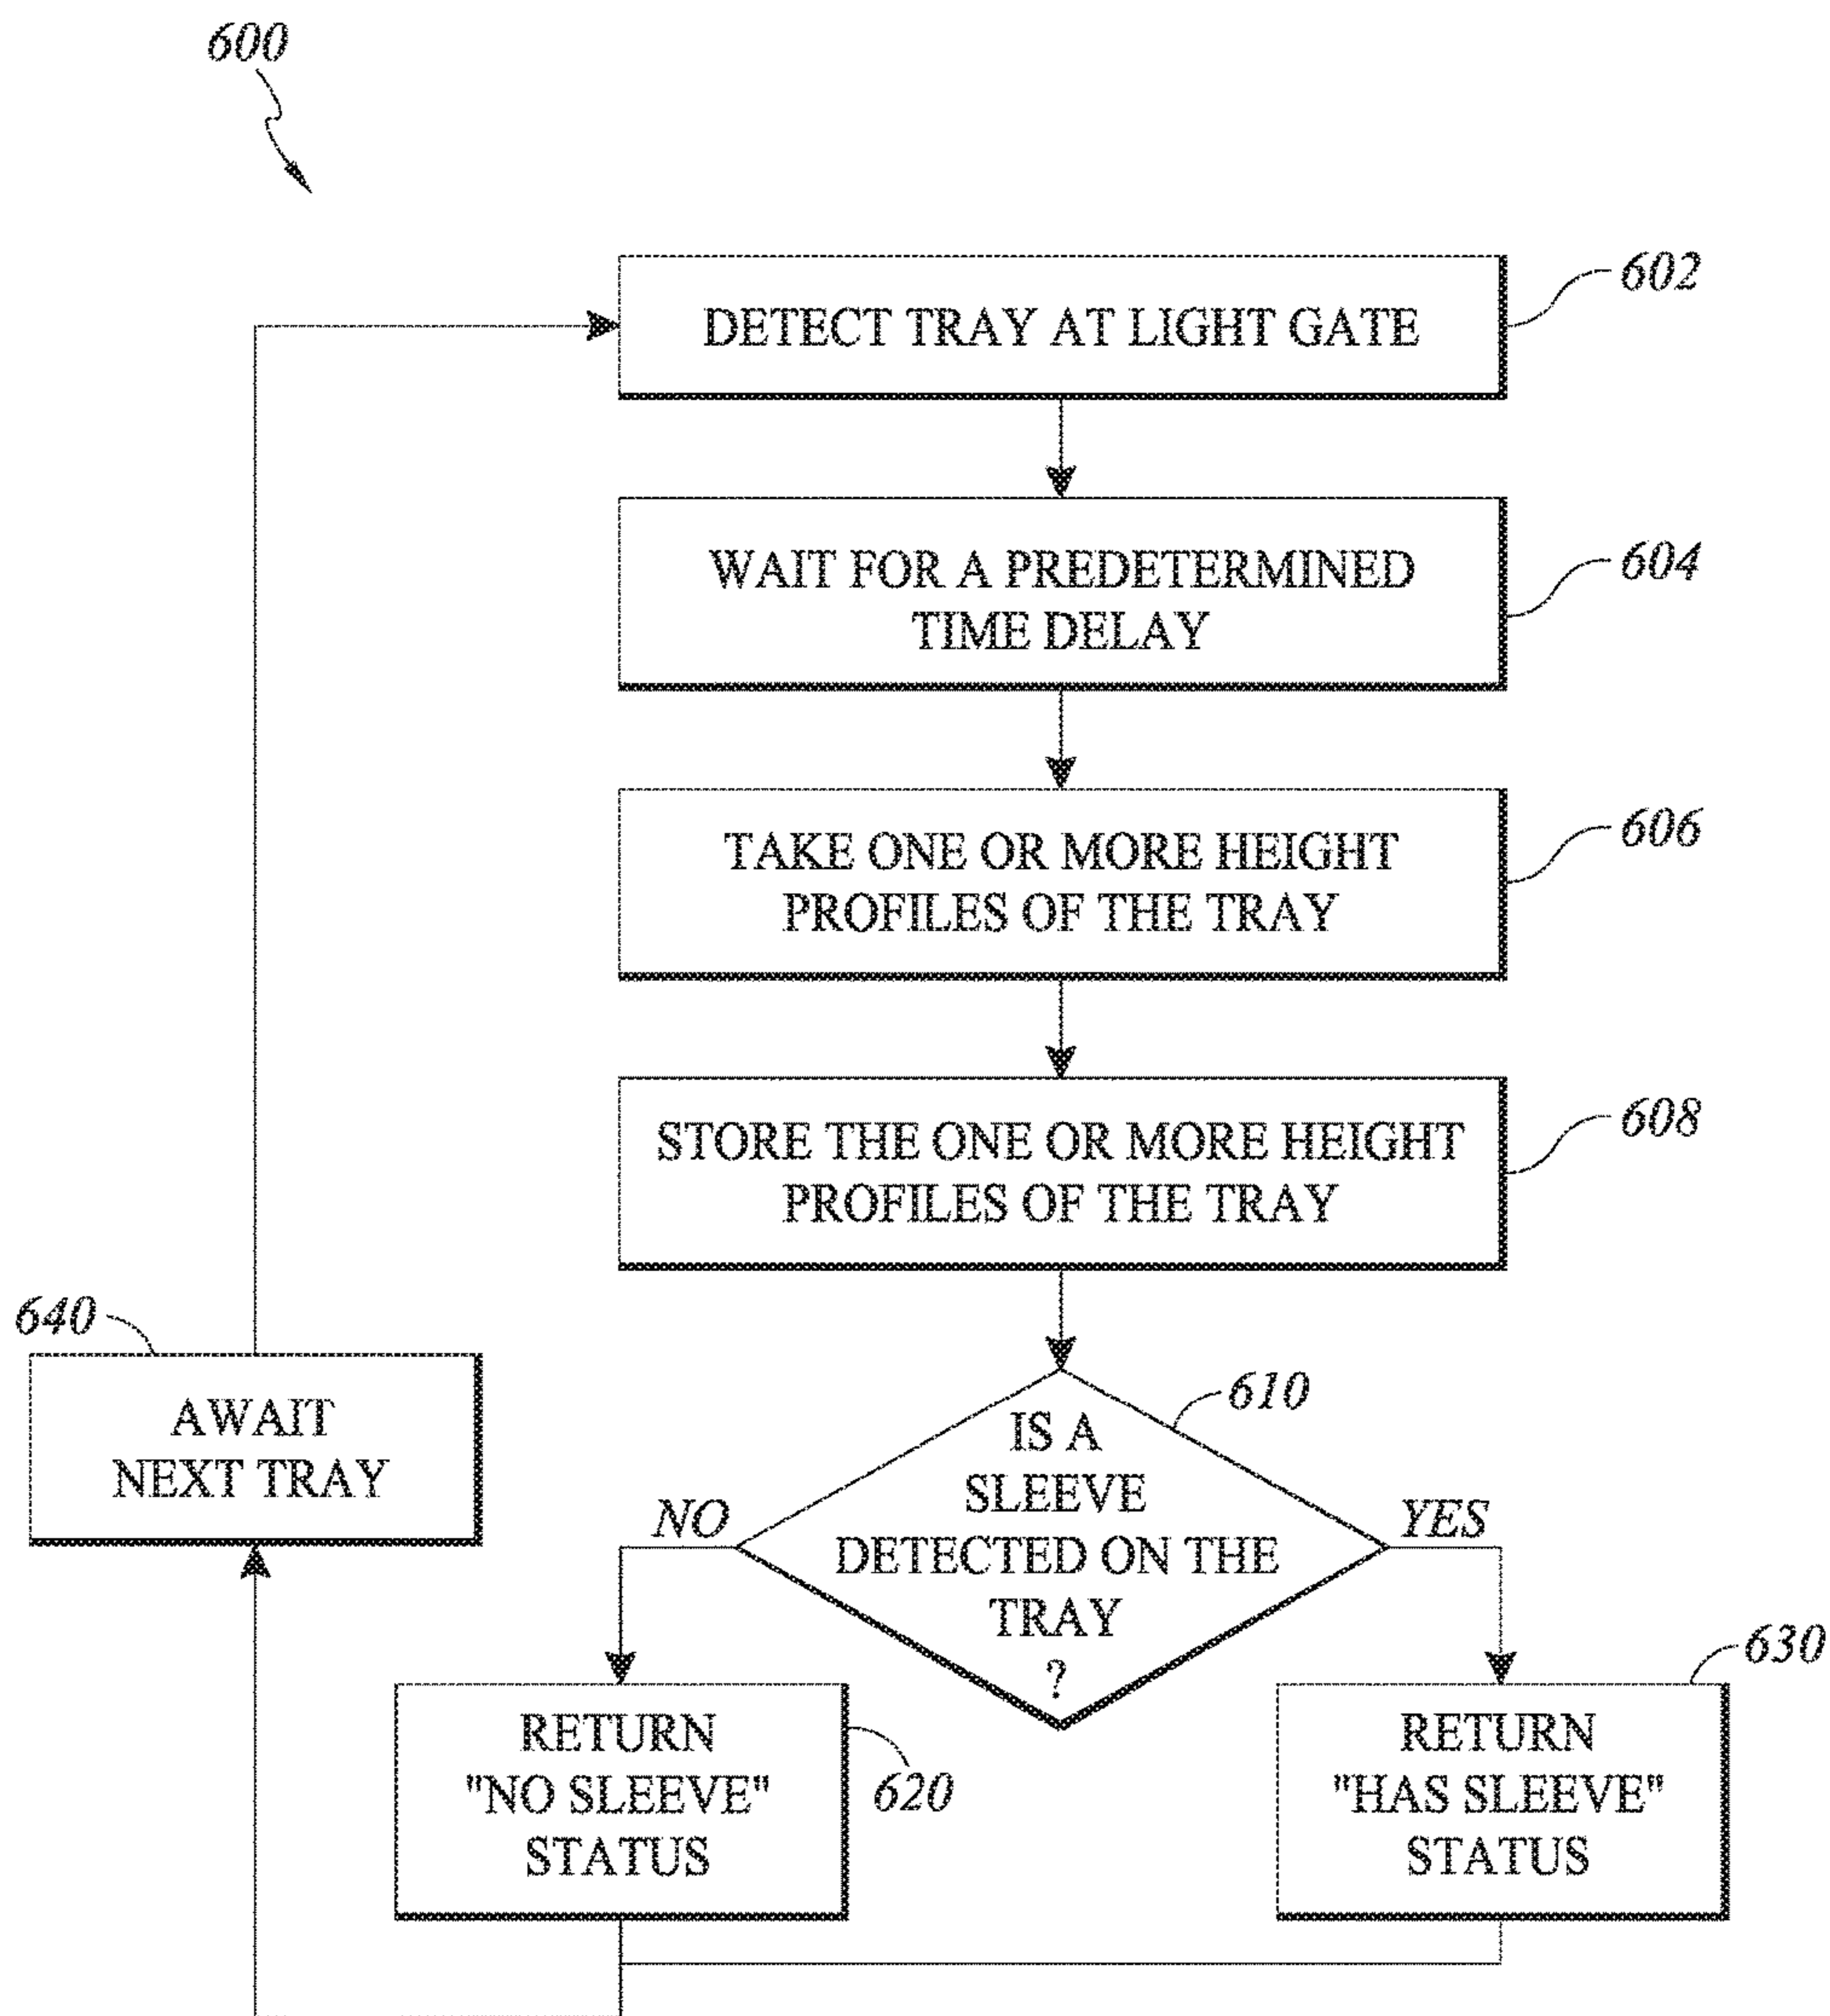 600
DETECT TRAY AT LIGHT GATE
602
WAIT FOR A PREDETERMINED
TIME DELAY
604
TAKE ONE OR MORE HEIGHT
PROFILES OF THE TRAY
606
STORE THE ONE OR MORE HEIGHT
PROFILES OF THE TRAY
608
640
AWAIT
NEXT TRAY
610
IS A
SLEEVE
DETECTED ON THE
TRAY
?
NO
YES
RETURN
"NO SLEEVE"
STATUS
620
630
RETURN
"HAS SLEEVE"
STATUS